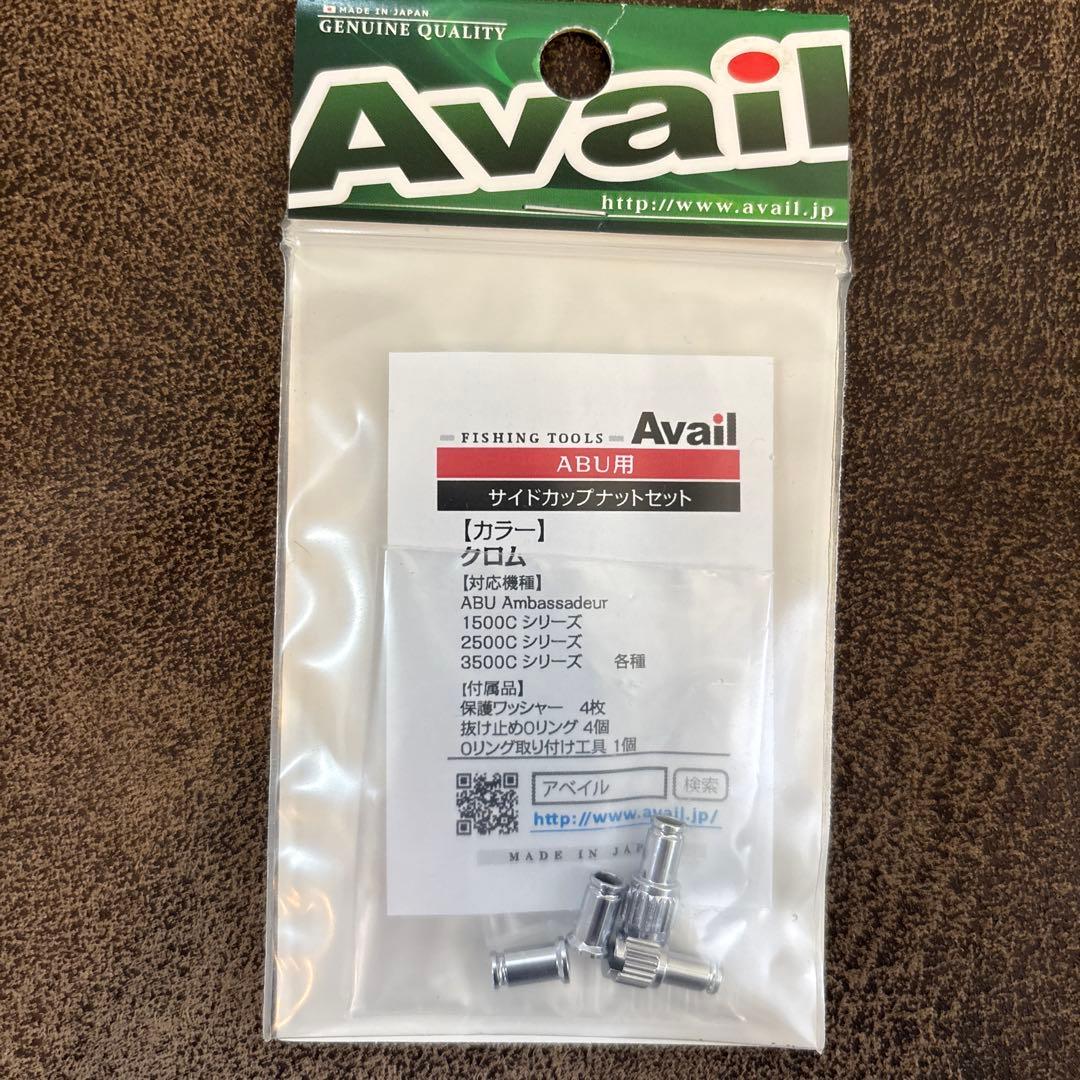 MADE IN JAPAN
GENUINE QUALITY
Avail
http://www.avail.jp
FISHING TOOLS Avail
ABU用
サイドカップナットセット
【カラー】
クロム
【対応機種】
ABU Ambassadeur
1500C シリーズ
2500C シリーズ
3500C シリーズ 各種
【付属品】
保護ワッシャー 4枚
抜け止めOリング 4個
Oリング取り付け工具 1個
アベイル 検索
http://www.avail.jp/
MADE IN JAP